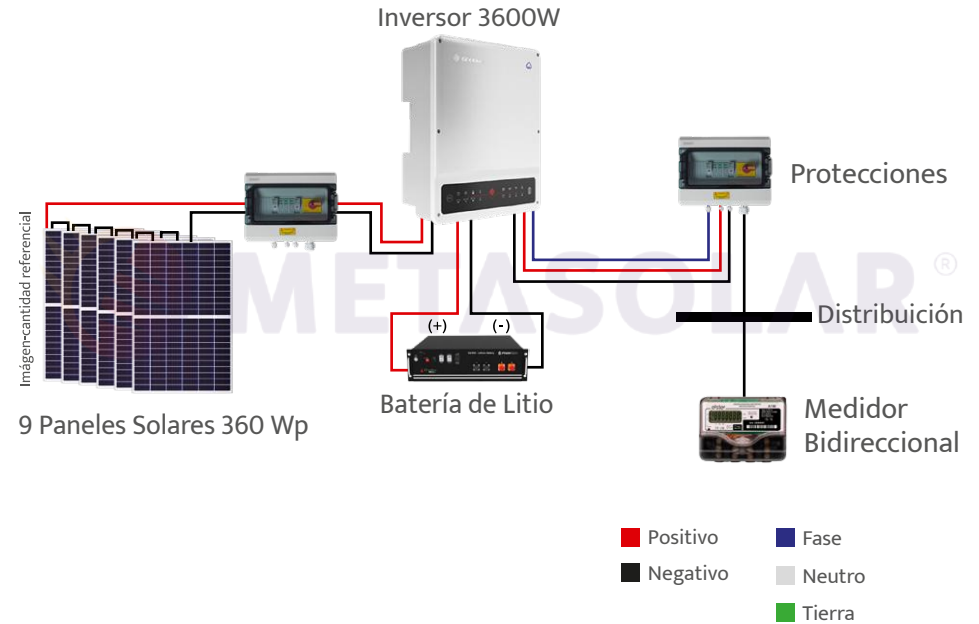 Inversor 3600W
Protecciones
METASOLAR ®
Imágen-cantidad referencial
(+)
(-)
Distribuición
Batería de Litio
9 Paneles Solares 360 Wp
Medidor
Bidireccional
Positivo
Fase
Negativo
Neutro
Tierra